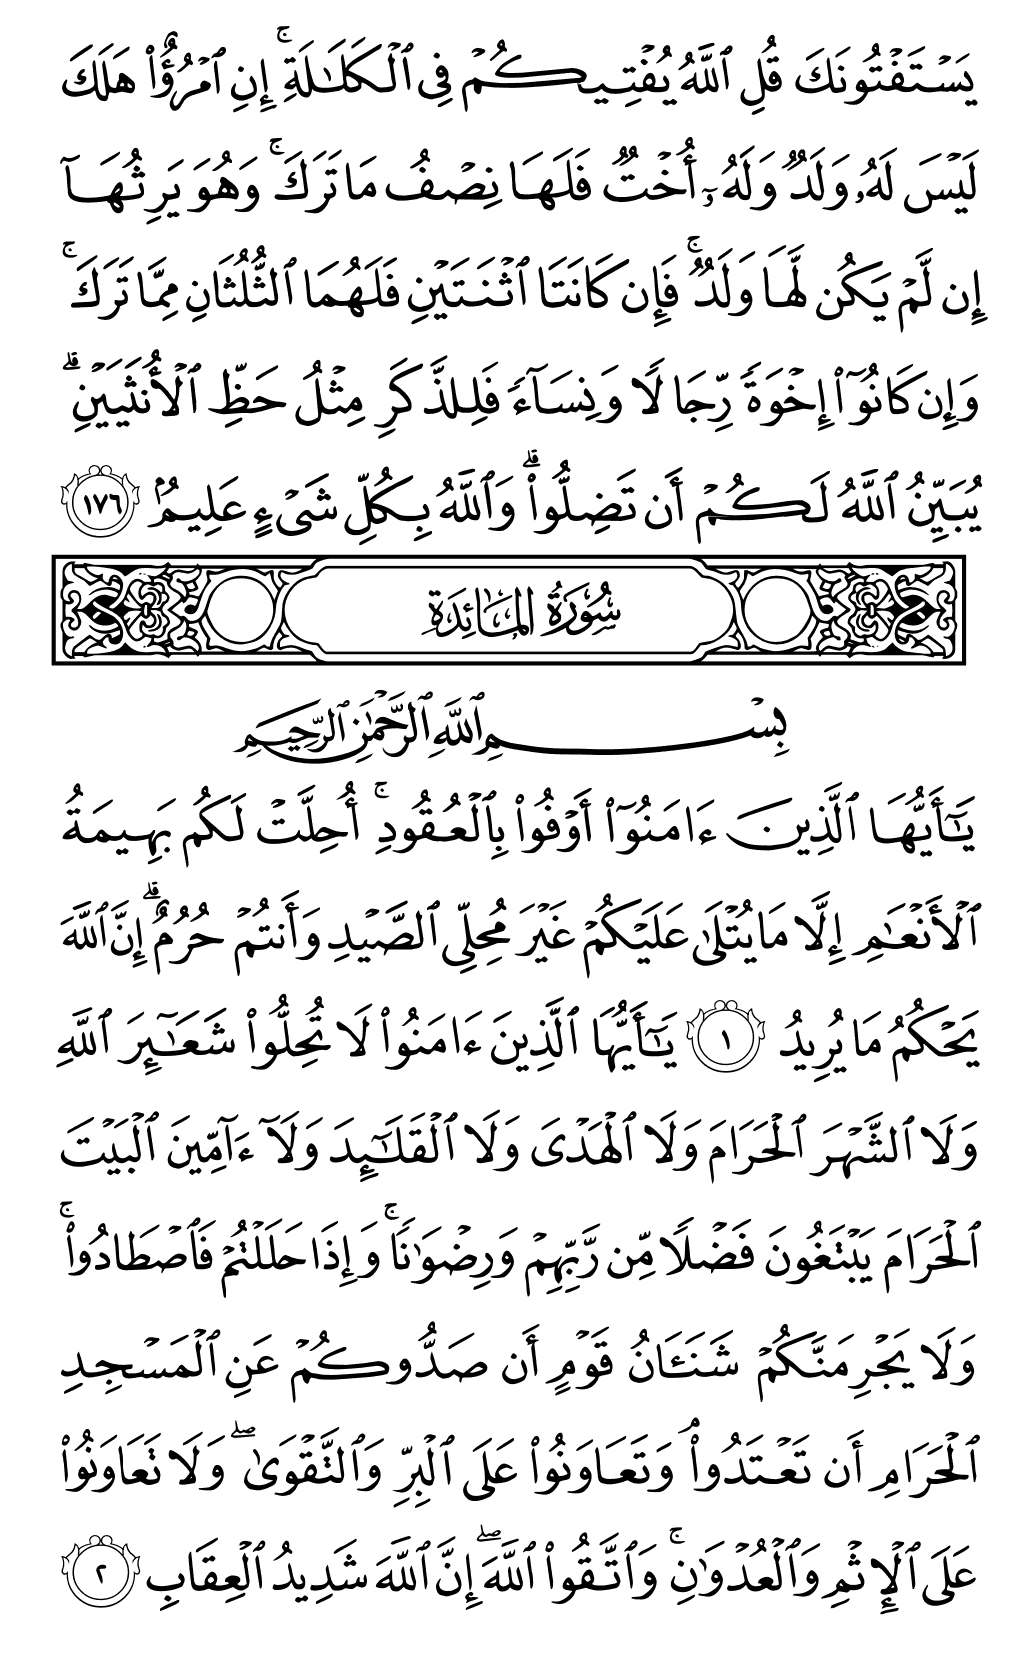 يَسْتَفْتُونَكَ قُلِ ٱللَّهُ يُفْتِيكُمْ فِى ٱلْكَلَٰلَةِ ۚ إِنِ ٱمْرُؤٌا۟ هَلَكَ
لَيْسَ لَهُۥ وَلَدٌ وَلَهُۥٓ أُخْتٌ فَلَهَا نِصْفُ مَا تَرَكَ ۚ وَهُوَ يَرِثُهَآ
إِن لَّمْ يَكُن لَّهَا وَلَدٌ ۚ فَإِن كَانَتَا ٱثْنَتَيْنِ فَلَهُمَا ٱلثُّلُثَانِ مِمَّا تَرَكَ ۚ
وَإِن كَانُوٓا۟ إِخْوَةً رِّجَالًا وَنِسَآءً فَلِلذَّكَرِ مِثْلُ حَظِّ ٱلْأُنثَيَيْنِ ۗ
يُبَيِّنُ ٱللَّهُ لَكُمْ أَن تَضِلُّوا۟ ۗ وَٱللَّهُ بِكُلِّ شَىْءٍ عَلِيمٌۢ ١٧٦
سُورَةُ المَائِدَةِ
بِسْمِ ٱللَّهِ ٱلرَّحْمَٰنِ ٱلرَّحِيمِ
يَٰٓأَيُّهَا ٱلَّذِينَ ءَامَنُوٓا۟ أَوْفُوا۟ بِٱلْعُقُودِ ۚ أُحِلَّتْ لَكُم بَهِيمَةُ
ٱلْأَنْعَٰمِ إِلَّا مَا يُتْلَىٰ عَلَيْكُمْ غَيْرَ مُحِلِّى ٱلصَّيْدِ وَأَنتُمْ حُرُمٌ ۗ إِنَّ ٱللَّهَ
يَحْكُمُ مَا يُرِيدُ ١ يَٰٓأَيُّهَا ٱلَّذِينَ ءَامَنُوا۟ لَا تُحِلُّوا۟ شَعَٰٓئِرَ ٱللَّهِ
وَلَا ٱلشَّهْرَ ٱلْحَرَامَ وَلَا ٱلْهَدْىَ وَلَا ٱلْقَلَٰٓئِدَ وَلَآ ءَآمِّينَ ٱلْبَيْتَ
ٱلْحَرَامَ يَبْتَغُونَ فَضْلًا مِّن رَّبِّهِمْ وَرِضْوَٰنًا ۚ وَإِذَا حَلَلْتُمْ فَٱصْطَادُوا۟ ۚ
وَلَا يَجْرِمَنَّكُمْ شَنَـَٔانُ قَوْمٍ أَن صَدُّوكُمْ عَنِ ٱلْمَسْجِدِ
ٱلْحَرَامِ أَن تَعْتَدُوا۟ ۘ وَتَعَاوَنُوا۟ عَلَى ٱلْبِرِّ وَٱلتَّقْوَىٰ ۖ وَلَا تَعَاوَنُوا۟
عَلَى ٱلْإِثْمِ وَٱلْعُدْوَٰنِ ۚ وَٱتَّقُوا۟ ٱللَّهَ ۖ إِنَّ ٱللَّهَ شَدِيدُ ٱلْعِقَابِ ٢